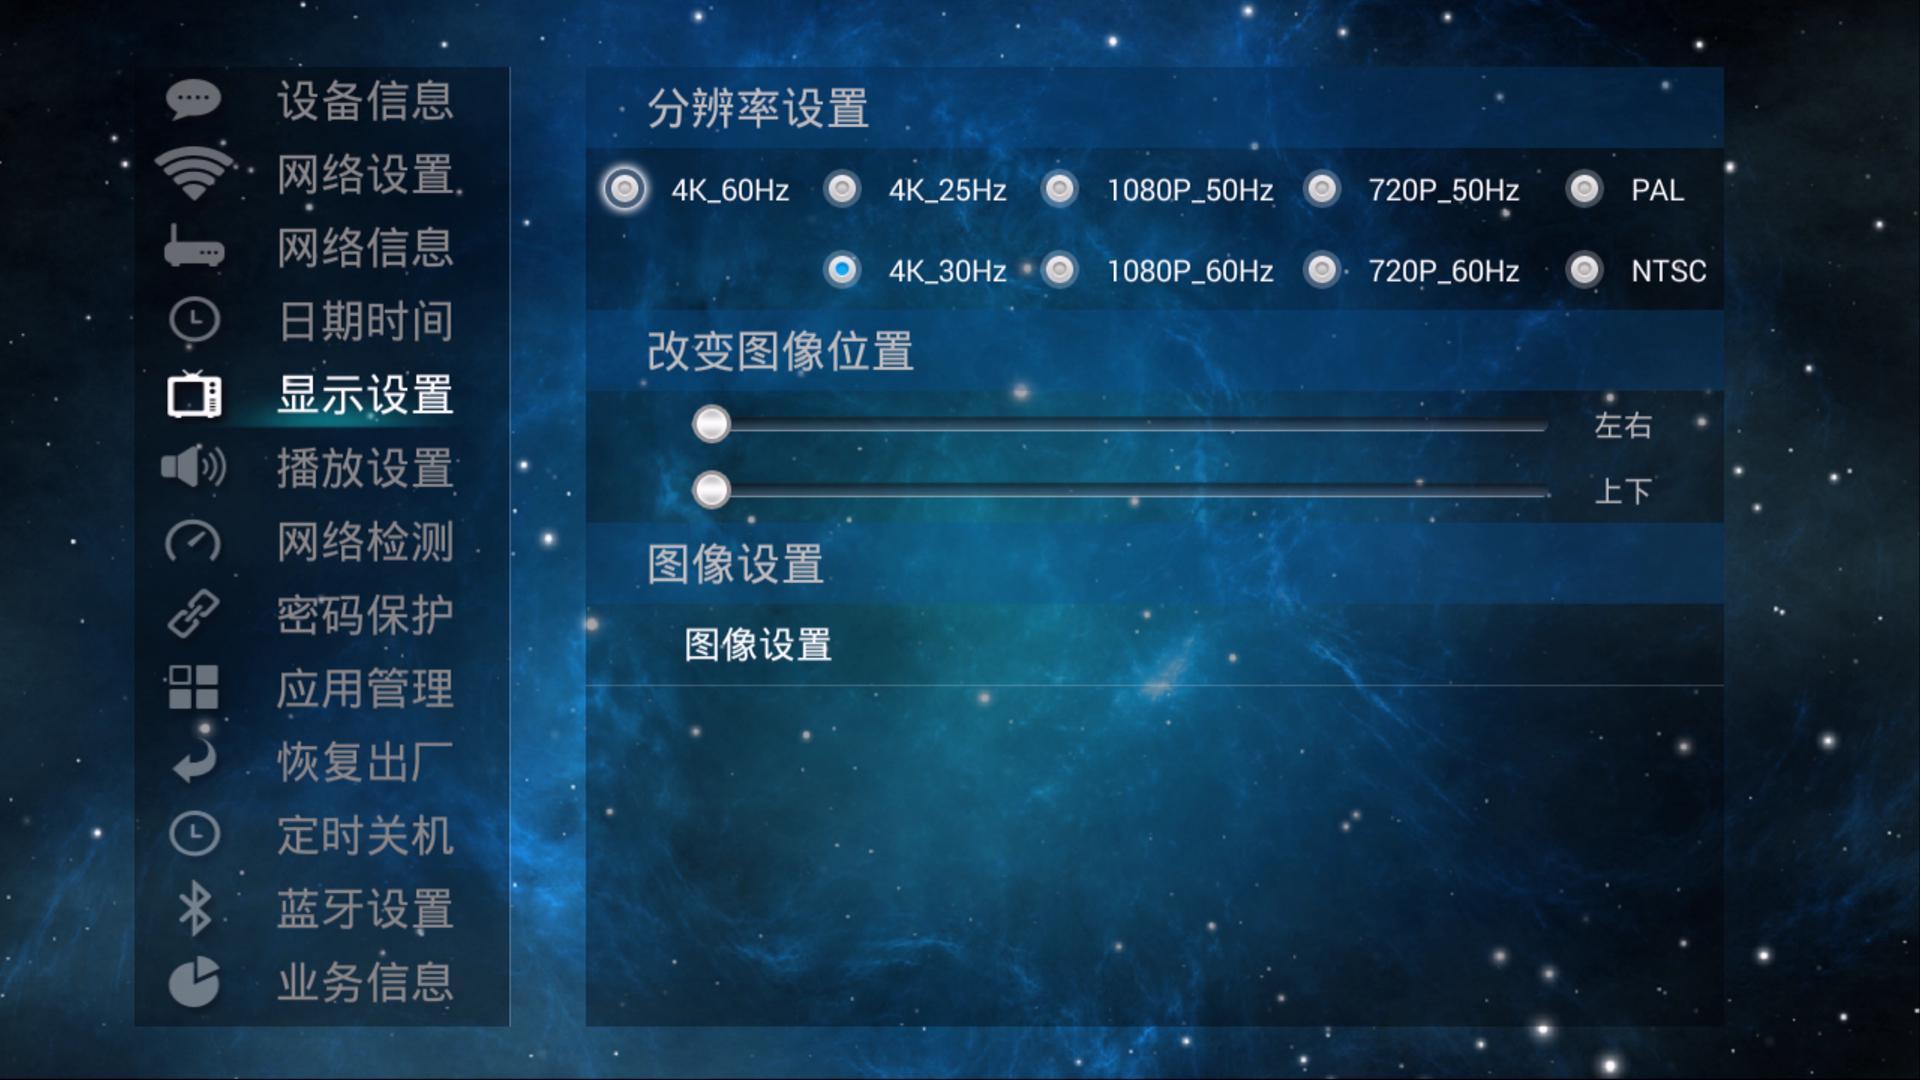 设备信息
网络设置
网络信息
日期时间
显示设置
播放设置
网络检测
密码保护
应用管理
恢复出厂
定时关机
蓝牙设置
业务信息
分辨率设置
4K_60Hz 4K_25Hz 1080P_50Hz 720P_50Hz PAL
4K_30Hz 1080P_60Hz 720P_60Hz NTSC
改变图像位置
左右
上下
图像设置
图像设置